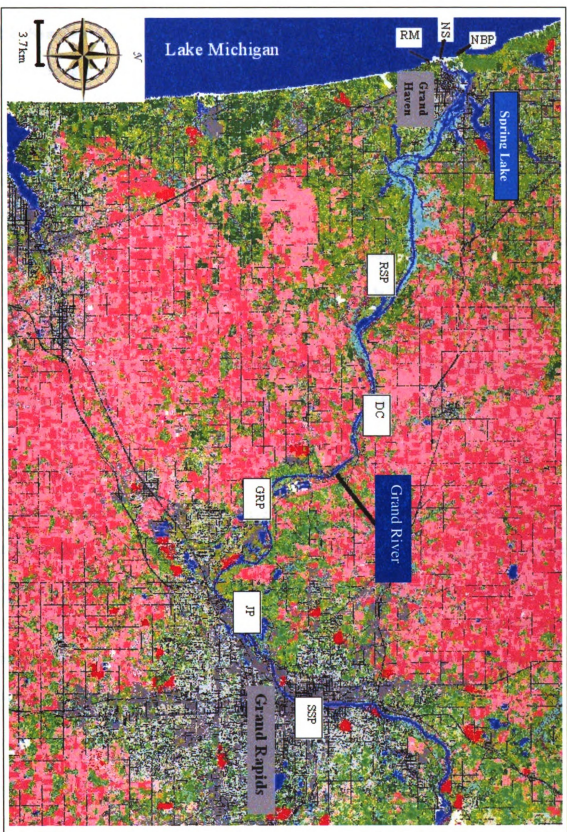 3.7km
N
Lake Michigan
RM
NS
NBP
Grand
Haven
Spring Lake
RSP
DC
Grand River
GRP
JP
SSP
Grand Rapids